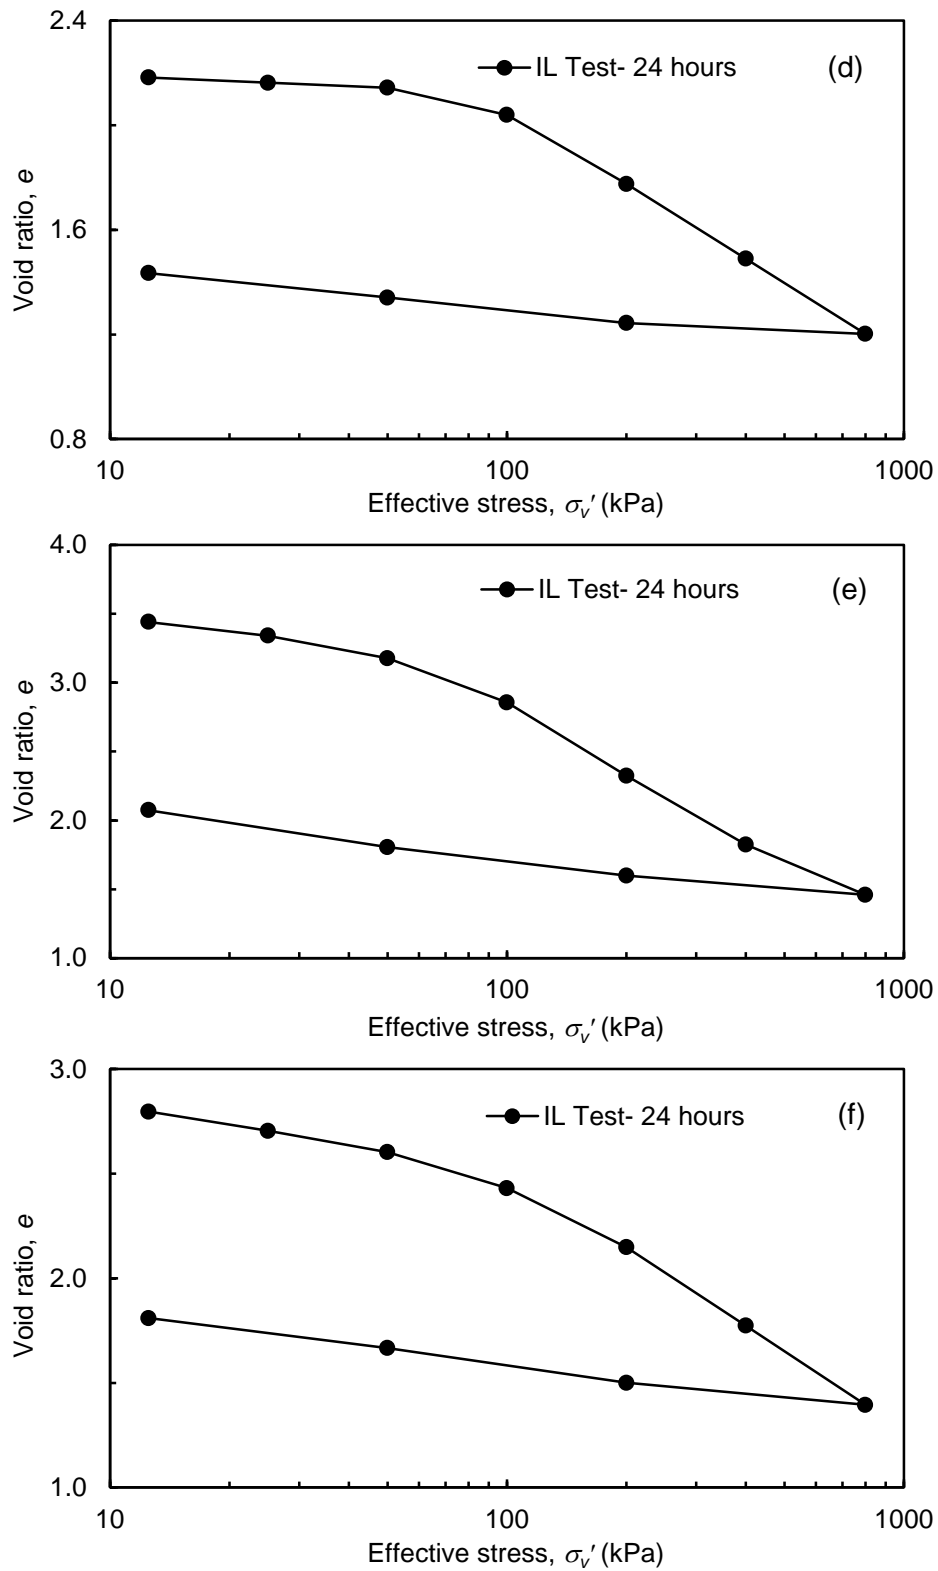 2.4
IL Test- 24 hours
(d)
Void ratio, e
1.6
0.8
10
100
1000
Effective stress, σv′ (kPa)
4.0
IL Test- 24 hours
(e)
3.0
Void ratio, e
2.0
1.0
10
100
1000
Effective stress, σv′ (kPa)
3.0
IL Test- 24 hours
(f)
Void ratio, e
2.0
1.0
10
100
1000
Effective stress, σv′ (kPa)